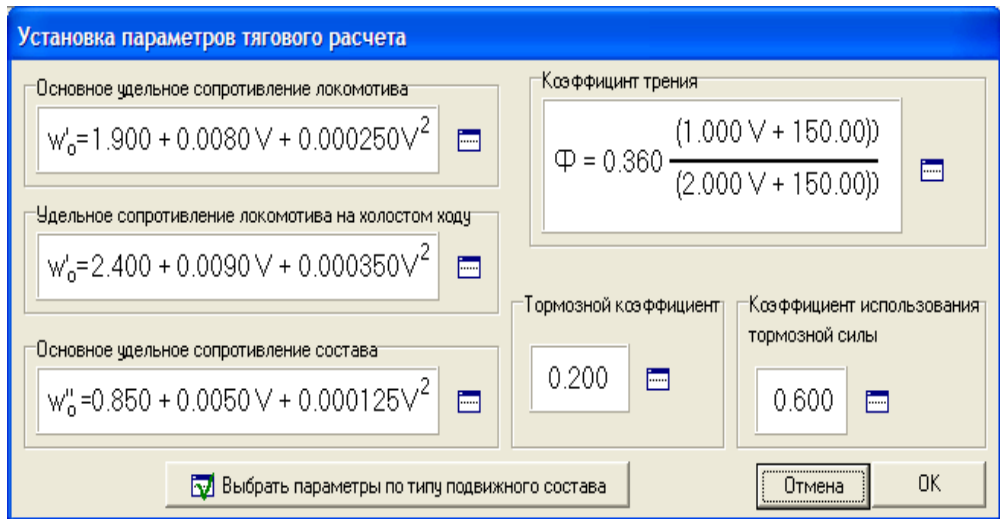 Установка параметров тягового расчета
Основное удельное сопротивление локомотива
w'₀=1.900 + 0.0080 V + 0.000250V²
Удельное сопротивление локомотива на холостом ходу
w'₀=2.400 + 0.0090 V + 0.000350V²
Основное удельное сопротивление состава
w"₀=0.850 + 0.0050 V + 0.000125V²
Коэффицинт трения
(1.000 V + 150.00))
Ф = 0.360
(2.000 V + 150.00))
Тормозной коэффициент
0.200
Коэффициент использования
тормозной силы
0.600
Выбрать параметры по типу подвижного состава
Отмена
OK